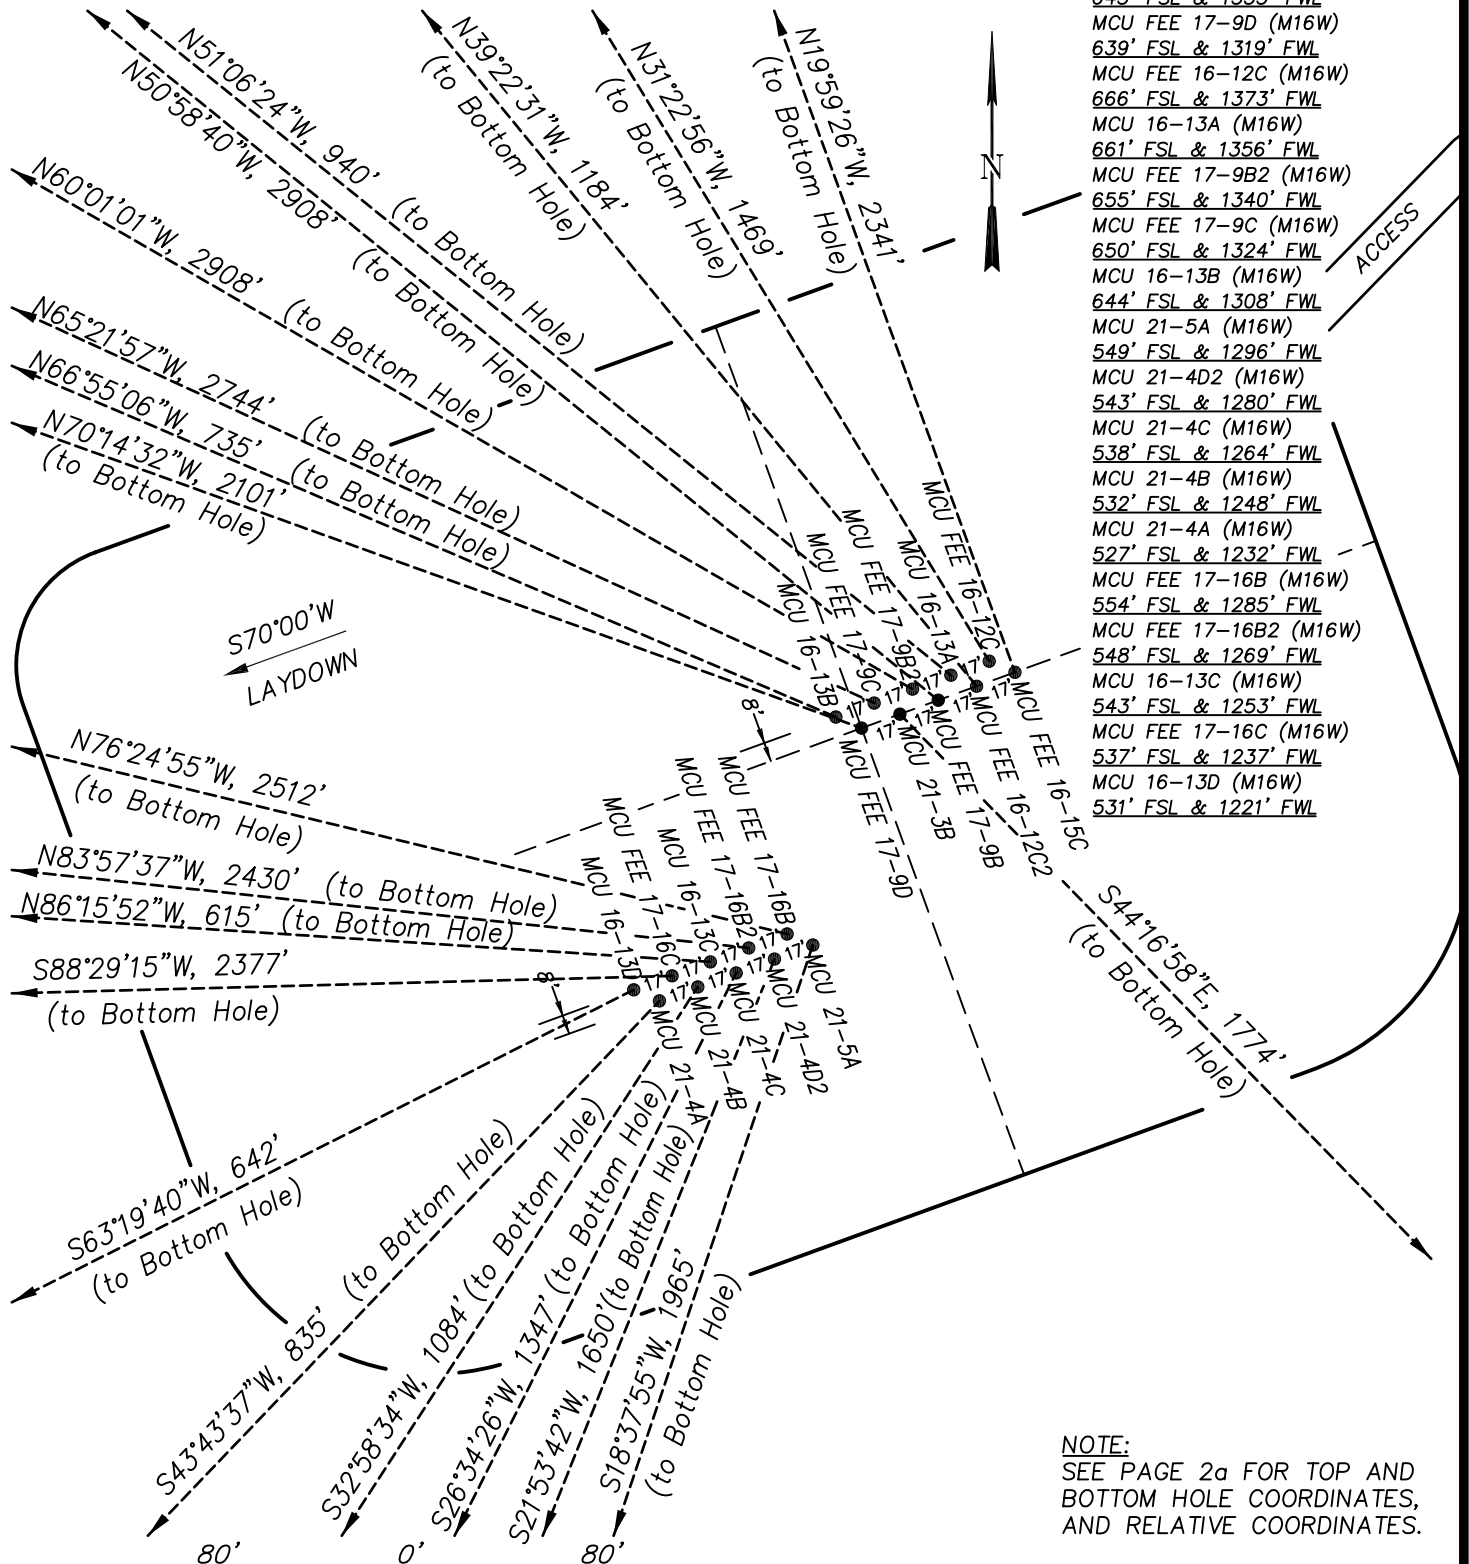 N51°06'24"W, 940' (to Bottom Hole)
N50°58'40"W, 2908' (to Bottom Hole)
N39°22'31"W, 1184'
(to Bottom Hole)
N31°22'56"W, 1469'
(to Bottom Hole)
N19°59'26"W, 2341'
(to Bottom Hole)
N60°01'01"W, 2908' (to Bottom Hole)
N65°21'57"W, 2744' (to Bottom Hole)
N66°55'06"W, 735' (to Bottom Hole)
N70°14'32"W, 2101'
(to Bottom Hole)
N
MCU FEE 17-9D (M16W)
639' FSL & 1319' FWL
MCU FEE 16-12C (M16W)
666' FSL & 1373' FWL
MCU 16-13A (M16W)
661' FSL & 1356' FWL
MCU FEE 17-9B2 (M16W)
655' FSL & 1340' FWL
MCU FEE 17-9C (M16W)
650' FSL & 1324' FWL
MCU 16-13B (M16W)
644' FSL & 1308' FWL
MCU 21-5A (M16W)
549' FSL & 1296' FWL
MCU 21-4D2 (M16W)
543' FSL & 1280' FWL
MCU 21-4C (M16W)
538' FSL & 1264' FWL
MCU 21-4B (M16W)
532' FSL & 1248' FWL
MCU 21-4A (M16W)
527' FSL & 1232' FWL
MCU FEE 17-16B (M16W)
554' FSL & 1285' FWL
MCU FEE 17-16B2 (M16W)
548' FSL & 1269' FWL
MCU 16-13C (M16W)
543' FSL & 1253' FWL
MCU FEE 17-16C (M16W)
537' FSL & 1237' FWL
MCU 16-13D (M16W)
531' FSL & 1221' FWL
ACCESS
S70°00'W
LAYDOWN
MCU 16-13B
MCU FEE 17-9C
MCU FEE 17-9B2
MCU 16-13A
MCU FEE 16-12C
17' 17' 17' 17'
17' 17' 17' 17'
8'
MCU FEE 17-9D
MCU 21-3B
MCU FEE 17-9B
MCU FEE 16-12C2
MCU FEE 16-15C
N76°24'55"W, 2512'
(to Bottom Hole)
N83°57'37"W, 2430' (to Bottom Hole)
N86°15'52"W, 615' (to Bottom Hole)
S88°29'15"W, 2377'
(to Bottom Hole)
MCU 16-13D
MCU FEE 17-16C
MCU 16-13C
MCU FEE 17-16B2
MCU FEE 17-16B
17' 17' 17' 17'
17' 17' 17' 17'
8'
MCU 21-4A
MCU 21-4B
MCU 21-4C
MCU 21-4D2
MCU 21-5A
S44°16'58"E, 1774'
(to Bottom Hole)
S63°19'40"W, 642'
(to Bottom Hole)
S43°43'37"W, 835' (to Bottom Hole)
S32°58'34"W, 1084' (to Bottom Hole)
S26°34'26"W, 1347' (to Bottom Hole)
S21°53'42"W, 1650' (to Bottom Hole)
S18°37'55"W, 1965'
(to Bottom Hole)
NOTE:
SEE PAGE 2a FOR TOP AND
BOTTOM HOLE COORDINATES,
AND RELATIVE COORDINATES.
80' 0' 80'